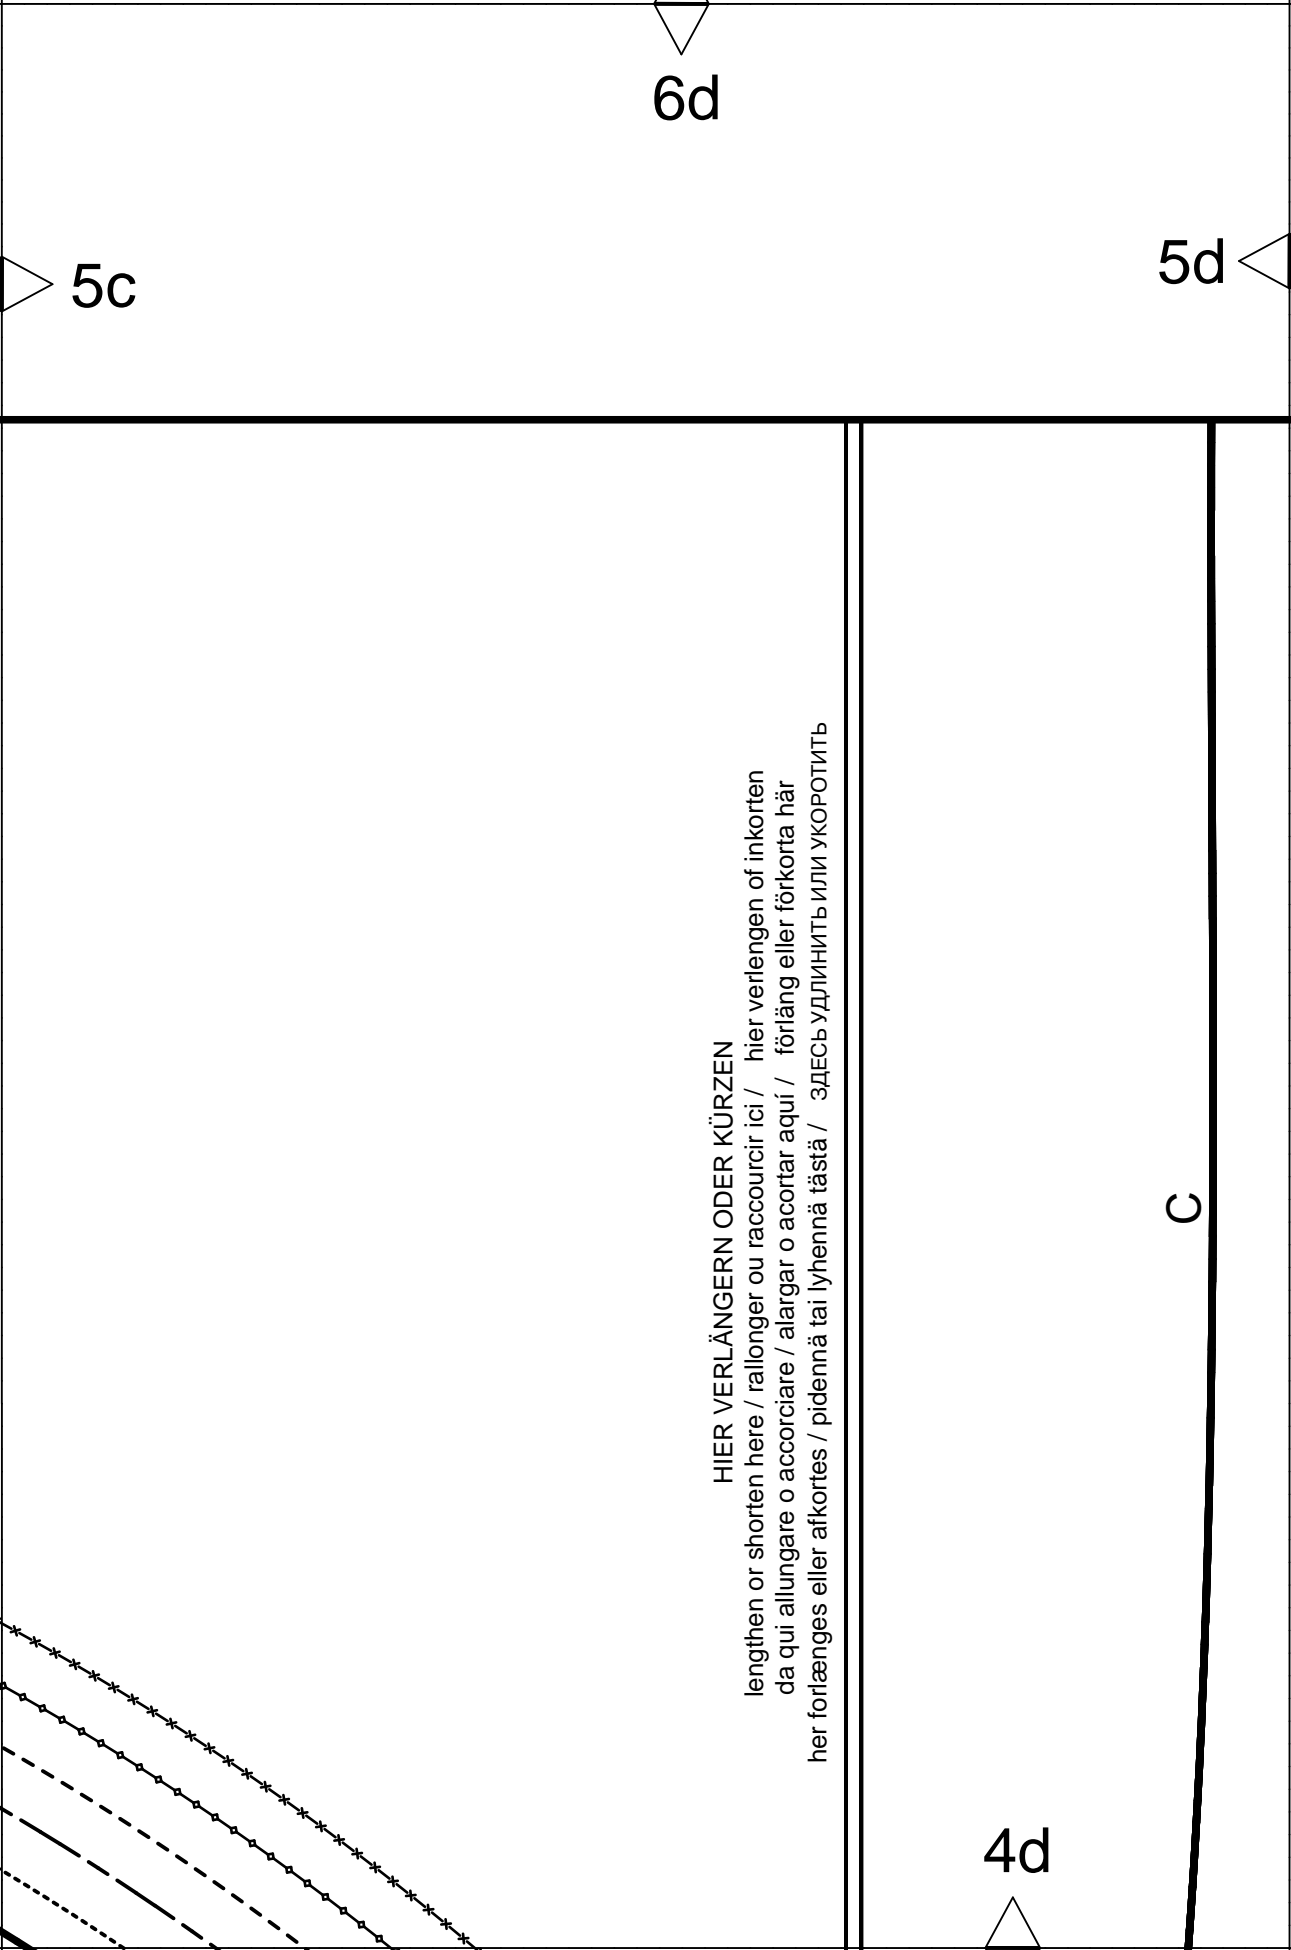 6d
5c
5d
HIER VERLÄNGERN ODER KÜRZEN
lengthen or shorten here / rallonger ou raccourcir ici / hier verlengen of inkorten
da qui allungare o accorciare / alargar o acortar aquí / förläng eller förkorta här
her forlænges eller afkortes / pidennä tai lyhennä tästä / ЗДЕСЬ УДЛИНИТЬ ИЛИ УКОРОТИТЬ
C
4d